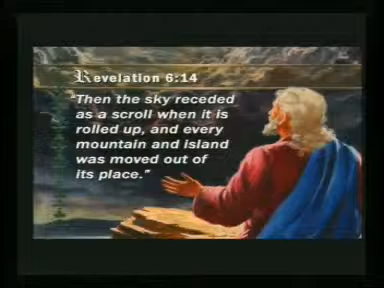 Revelation 6:14
"Then the sky receded
as a scroll when it is
rolled up, and every
mountain and island
was moved out of
its place."